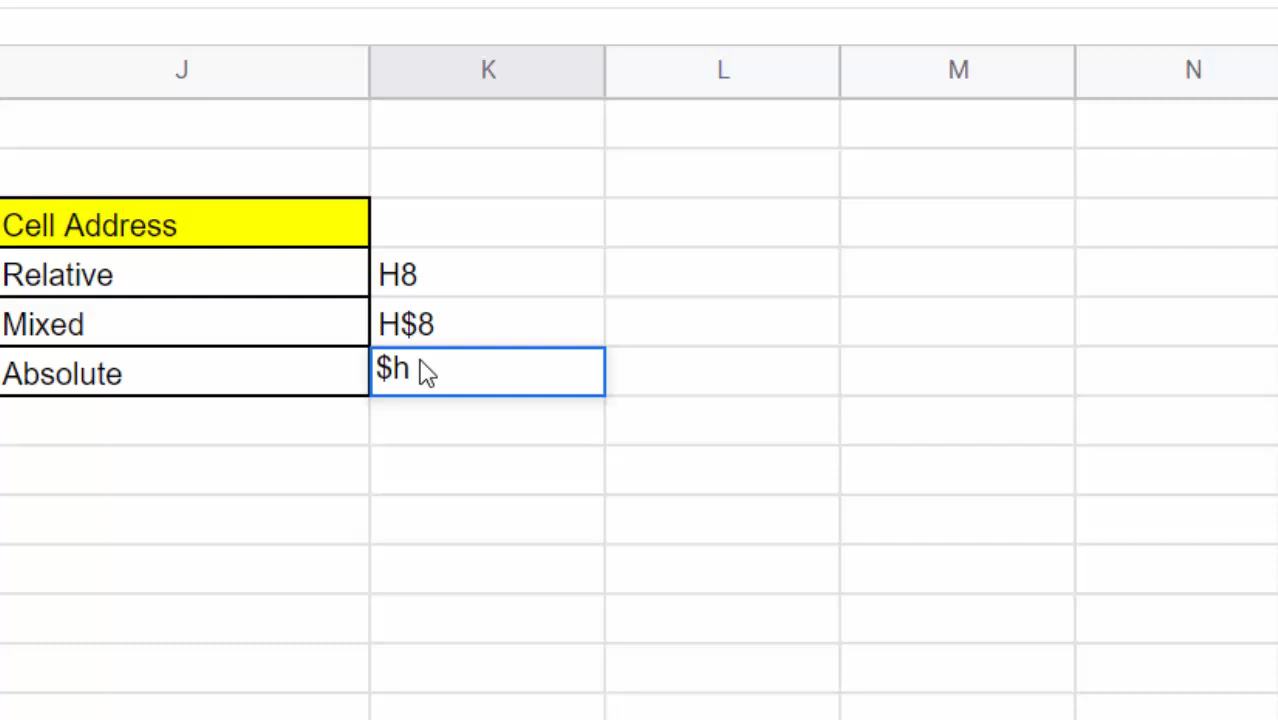 J K L M N
Cell Address
Relative H8
Mixed H$8
Absolute $h